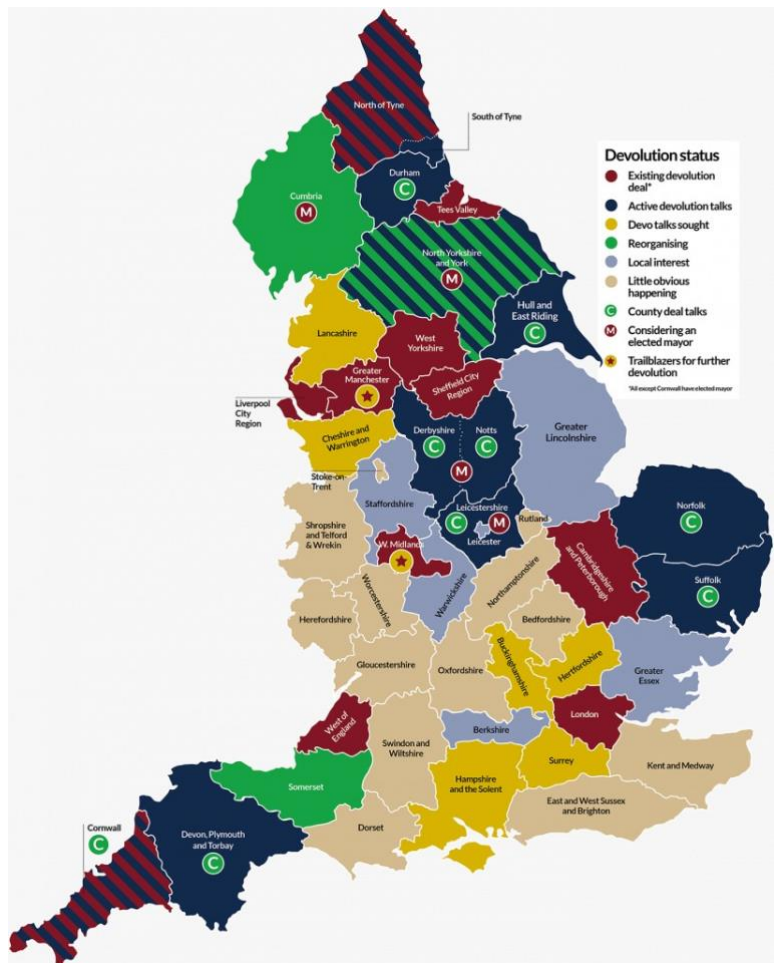 North of Tyne
South of Tyne
Devolution status
Existing devolution
deal*
Active devolution talks
Devo talks sought
Reorganising
Local interest
Little obvious
happening
C
County deal talks
M
Considering an
elected mayor
Trailblazers for further
devolution
*All except Cornwall have elected mayor
Durham
C
Cumbria
M
Tees Valley
North Yorkshire
and York
M
Hull and
East Riding
C
Lancashire
West
Yorkshire
Greater
Manchester
Sheffield City
Region
Liverpool
City
Region
Cheshire and
Warrington
Derbyshire
C
Notts
C
M
Greater
Lincolnshire
Stoke-on-
Trent
Staffordshire
Shropshire
and Telford
& Wrekin
Leicestershire
C
M
Leicester
Rutland
Norfolk
C
W. Midlands
Cambridgeshire
and Peterborough
Suffolk
C
Worcestershire
Warwickshire
Northamptonshire
Herefordshire
Bedfordshire
Gloucestershire
Oxfordshire
Buckinghamshire
Hertfordshire
Greater
Essex
West of
England
London
Berkshire
Swindon and
Wiltshire
Surrey
Kent and Medway
Somerset
Hampshire
and the Solent
East and West Sussex
and Brighton
Dorset
Cornwall
C
Devon, Plymouth
and Torbay
C